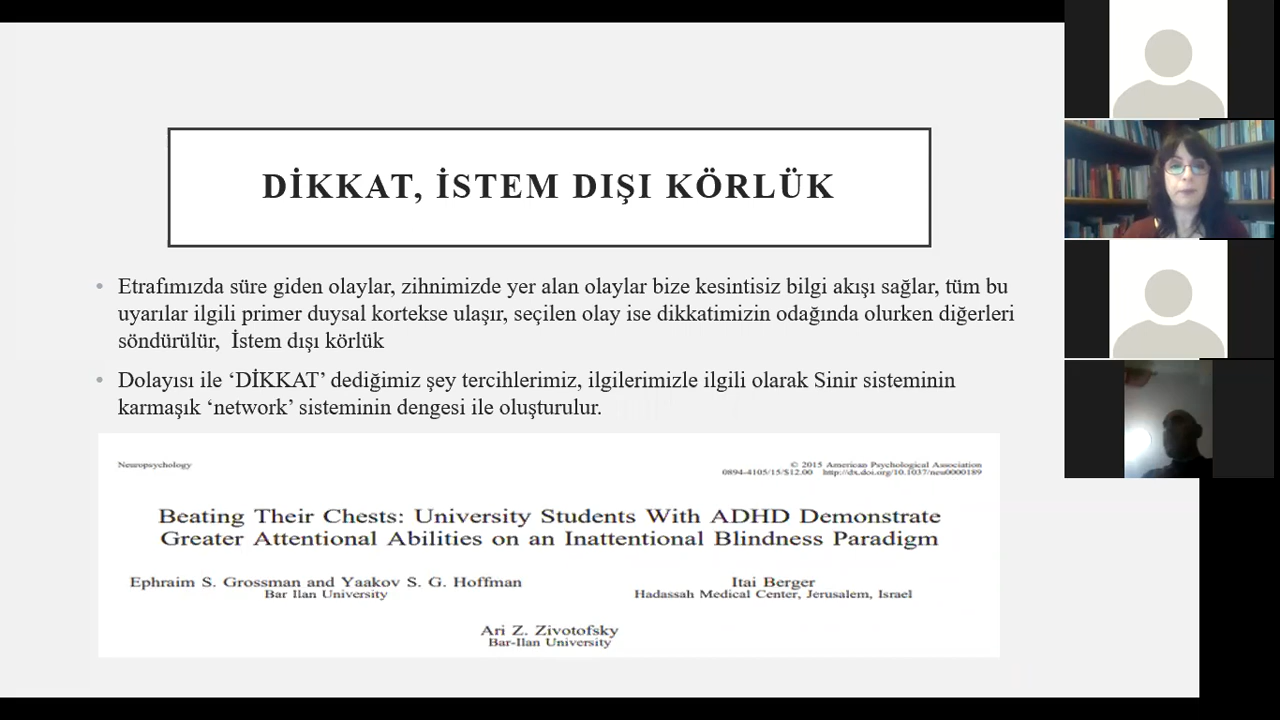 DİKKAT, İSTEM DIŞI KÖRLÜK
• Etrafımızda süre giden olaylar, zihnimizde yer alan olaylar bize kesintisiz bilgi akışı sağlar, tüm bu
uyarılar ilgili primer duysal kortekse ulaşır, seçilen olay ise dikkatimizin odağında olurken diğerleri
söndürülür, İstem dışı körlük
• Dolayısı ile ‘DİKKAT’ dediğimiz şey tercihlerimiz, ilgilerimizle ilgili olarak Sinir sisteminin
karmaşık ‘network’ sisteminin dengesi ile oluşturulur.
Neuropsychology
© 2015 American Psychological Association
0894-4105/15/$12.00 http://dx.doi.org/10.1037/neu0000189
Beating Their Chests: University Students With ADHD Demonstrate
Greater Attentional Abilities on an Inattentional Blindness Paradigm
Ephraim S. Grossman and Yaakov S. G. Hoffman
Bar Ilan University
Itai Berger
Hadassah Medical Center, Jerusalem, Israel
Ari Z. Zivotofsky
Bar-Ilan University